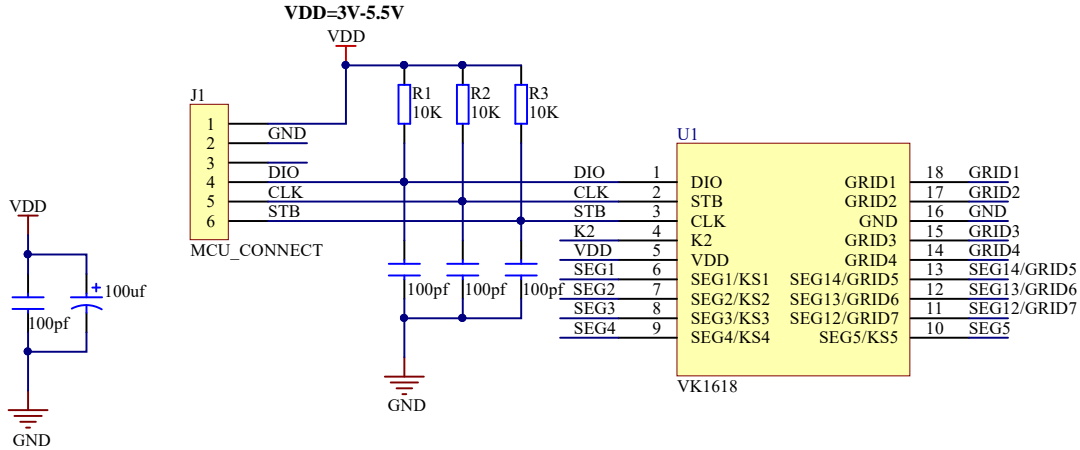 VDD=3V-5.5V
VDD
J1
1
2
3
4
5
6
GND
DIO
CLK
STB
MCU_CONNECT
R1
10K
R2
10K
R3
10K
100pf
100pf
100pf
GND
VDD
100pf
100uf
+
GND
U1
DIO 1 DIO
CLK 2 STB
STB 3 CLK
K2 4 K2
VDD 5 VDD
SEG1 6 SEG1/KS1
SEG2 7 SEG2/KS2
SEG3 8 SEG3/KS3
SEG4 9 SEG4/KS4
GRID1 18 GRID1
GRID2 17 GRID2
GND 16 GND
GRID3 15 GRID3
GRID4 14 GRID4
SEG14/GRID5 13 SEG14/GRID5
SEG13/GRID6 12 SEG13/GRID6
SEG12/GRID7 11 SEG12/GRID7
SEG5/KS5 10 SEG5
VK1618